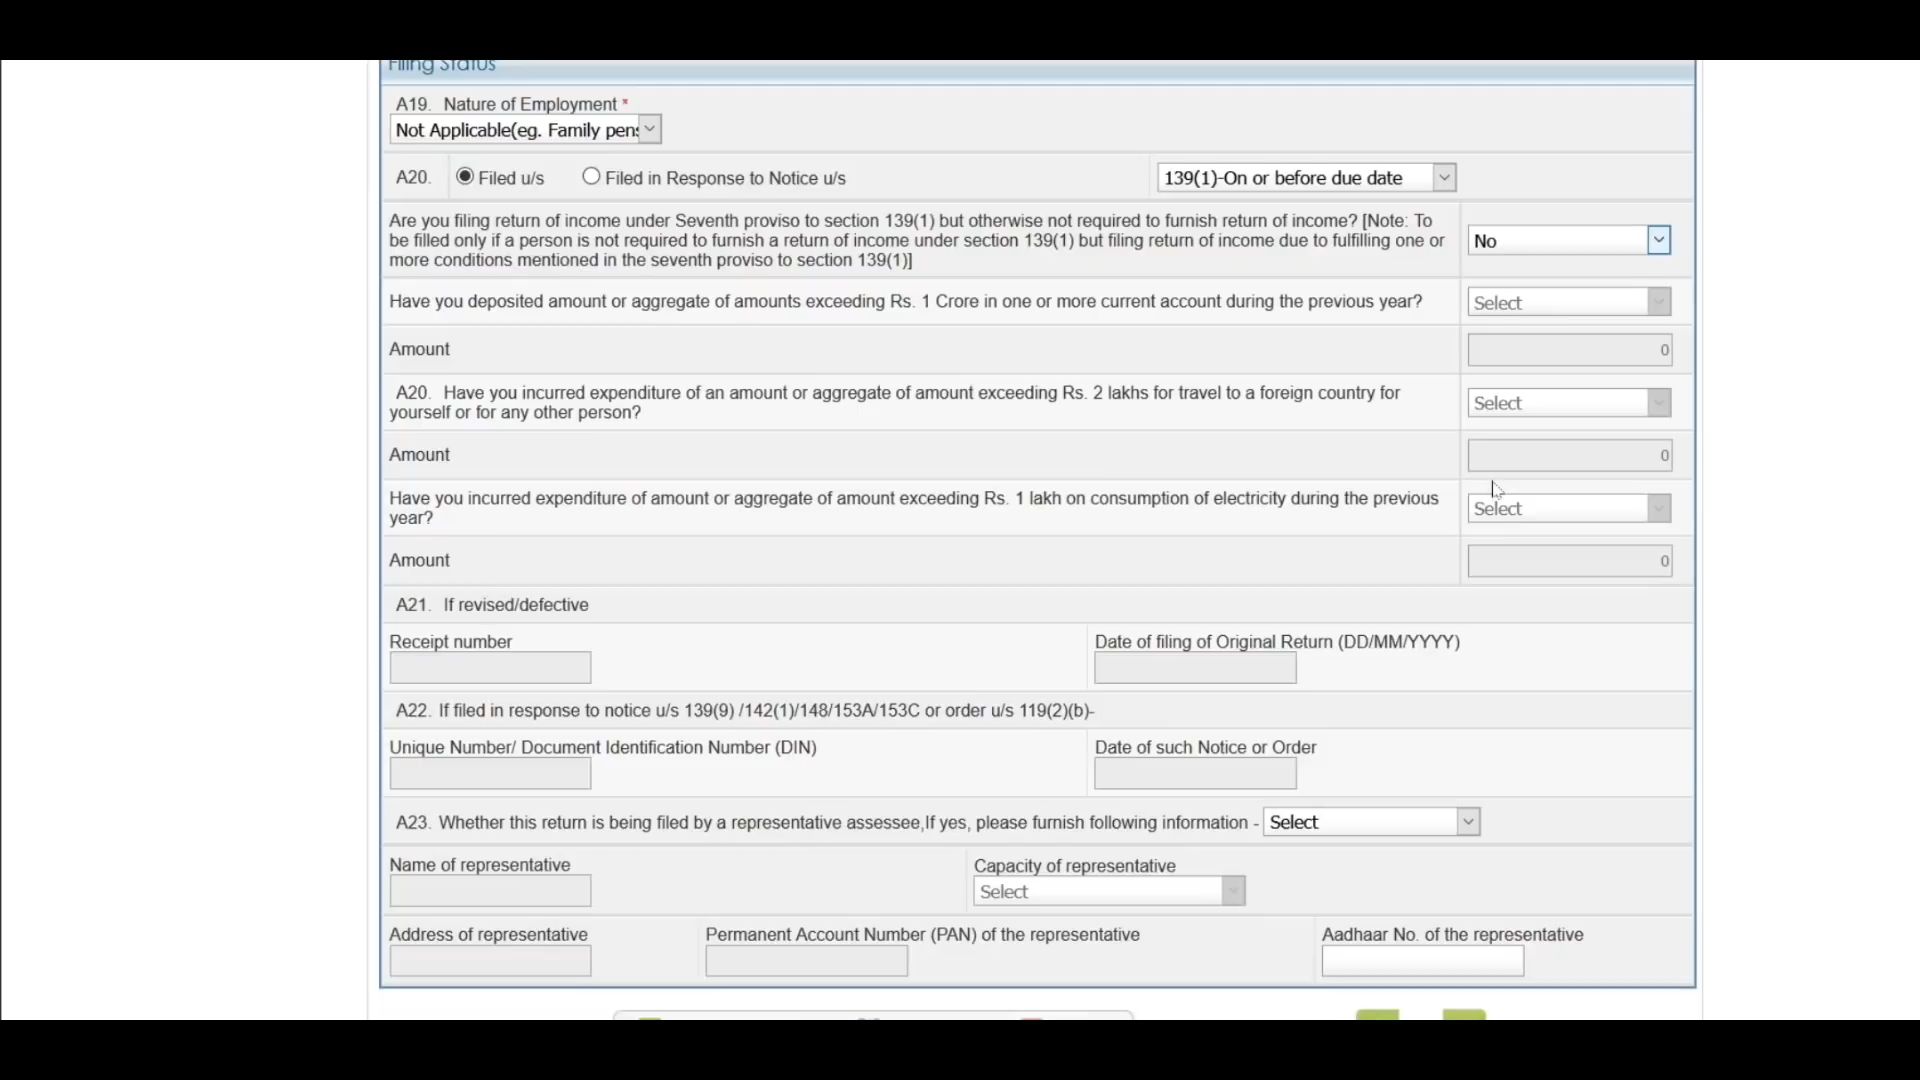 Filing Status
A19. Nature of Employment *
Not Applicable(eg. Family pens
A20. Filed u/s Filed in Response to Notice u/s 139(1)-On or before due date
Are you filing return of income under Seventh proviso to section 139(1) but otherwise not required to furnish return of income? [Note: To
be filled only if a person is not required to furnish a return of income under section 139(1) but filing return of income due to fulfilling one or
more conditions mentioned in the seventh proviso to section 139(1)]
No
Have you deposited amount or aggregate of amounts exceeding Rs. 1 Crore in one or more current account during the previous year?
Select
Amount
0
A20. Have you incurred expenditure of an amount or aggregate of amount exceeding Rs. 2 lakhs for travel to a foreign country for
yourself or for any other person?
Select
Amount
0
Have you incurred expenditure of amount or aggregate of amount exceeding Rs. 1 lakh on consumption of electricity during the previous
year?
Select
Amount
0
A21. If revised/defective
Receipt number
Date of filing of Original Return (DD/MM/YYYY)
A22. If filed in response to notice u/s 139(9) /142(1)/148/153A/153C or order u/s 119(2)(b)-
Unique Number/ Document Identification Number (DIN)
Date of such Notice or Order
A23. Whether this return is being filed by a representative assessee,If yes, please furnish following information - Select
Name of representative
Capacity of representative
Select
Address of representative
Permanent Account Number (PAN) of the representative
Aadhaar No. of the representative